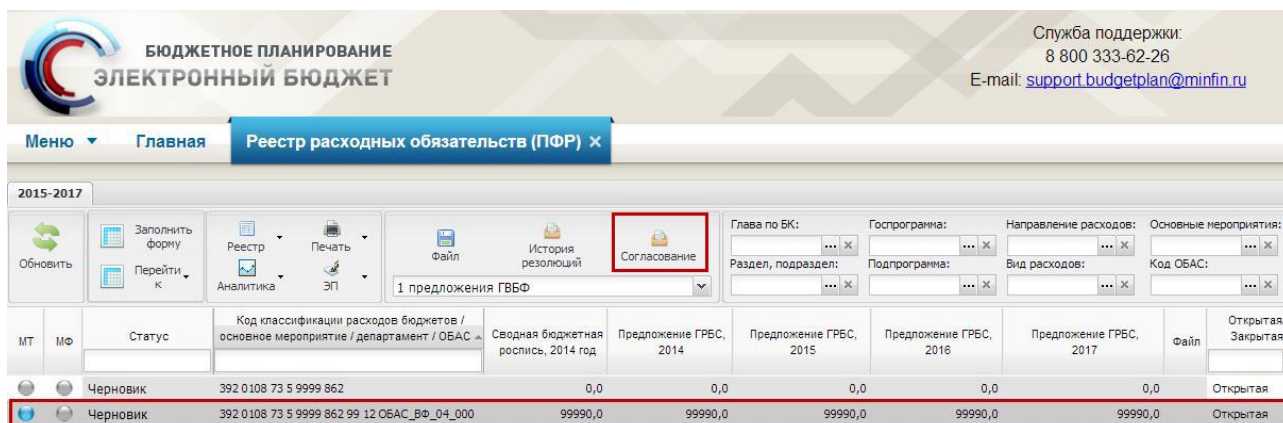 БЮДЖЕТНОЕ ПЛАНИРОВАНИЕ
ЭЛЕКТРОННЫЙ БЮДЖЕТ
Служба поддержки:
8 800 333-62-26
E-mail: support.budgetplan@minfin.ru
Меню Главная Реестр расходных обязательств (ПФР) ×
2015-2017
Обновить
Заполнить форму
Перейти к
Реестр
Печать
Аналитика
ЭП
Файл
История резолюций
Согласование
1 предложения ГВБФ
Глава по БК: Госпрограмма: Направление расходов: Основные мероприятия:
Раздел, подраздел: Подпрограмма: Вид расходов: Код ОБАС:
МТ
МФ
Статус
Код классификации расходов бюджетов /
основное мероприятие / департамент / ОБАС
Сводная бюджетная
роспись, 2014 год
Предложение ГРБС,
2014
Предложение ГРБС,
2015
Предложение ГРБС,
2016
Предложение ГРБС,
2017
Файл
Открытая
Закрытая
Черновик 392 0108 73 5 9999 862 0,0 0,0 0,0 0,0 0,0 Открытая
Черновик 392 0108 73 5 9999 862 99 12 ОБАС_ВФ_04_000 99990,0 99990,0 99990,0 99990,0 99990,0 Открытая